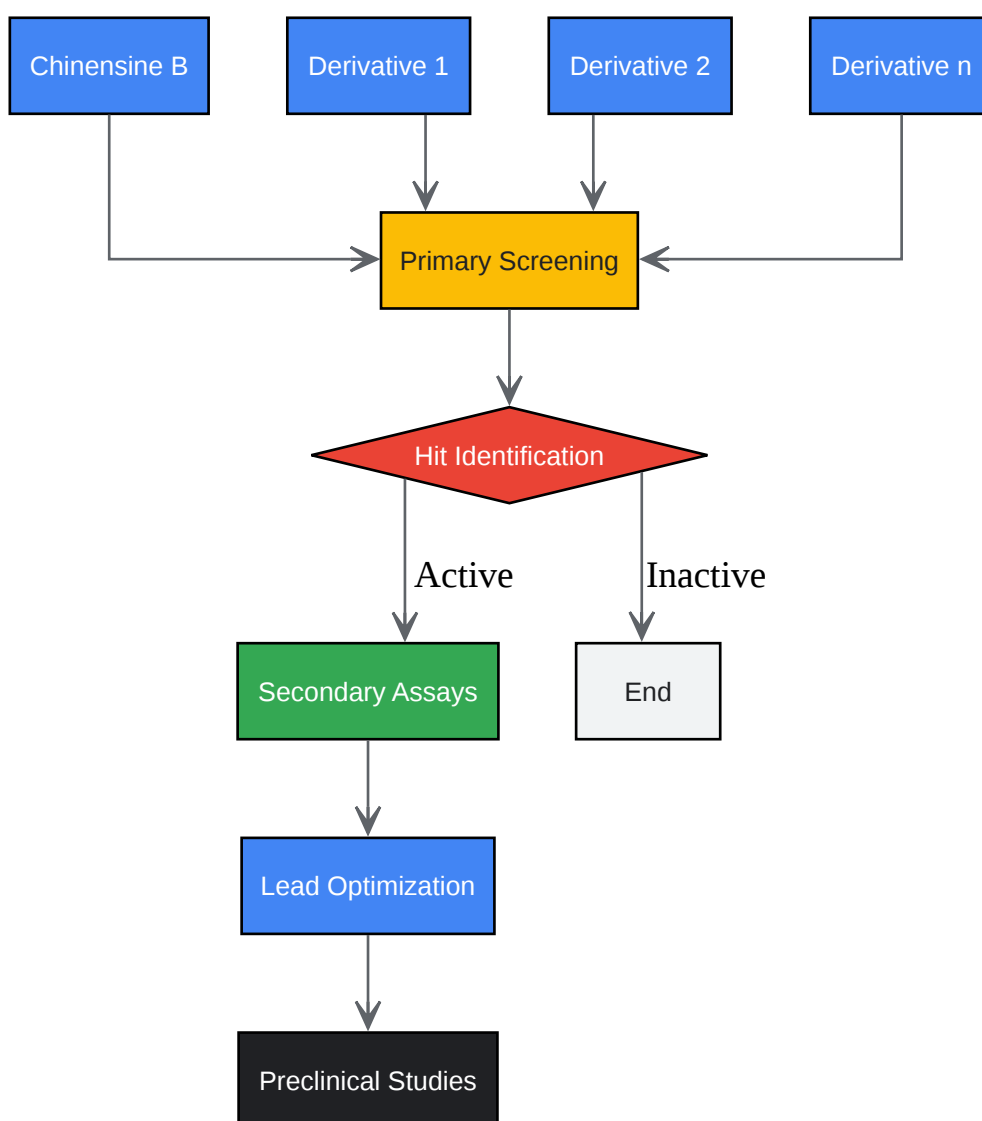 Chinensine B
Derivative 1
Derivative 2
Derivative n
Primary Screening
Hit Identification
Active
Inactive
Secondary Assays
End
Lead Optimization
Preclinical Studies